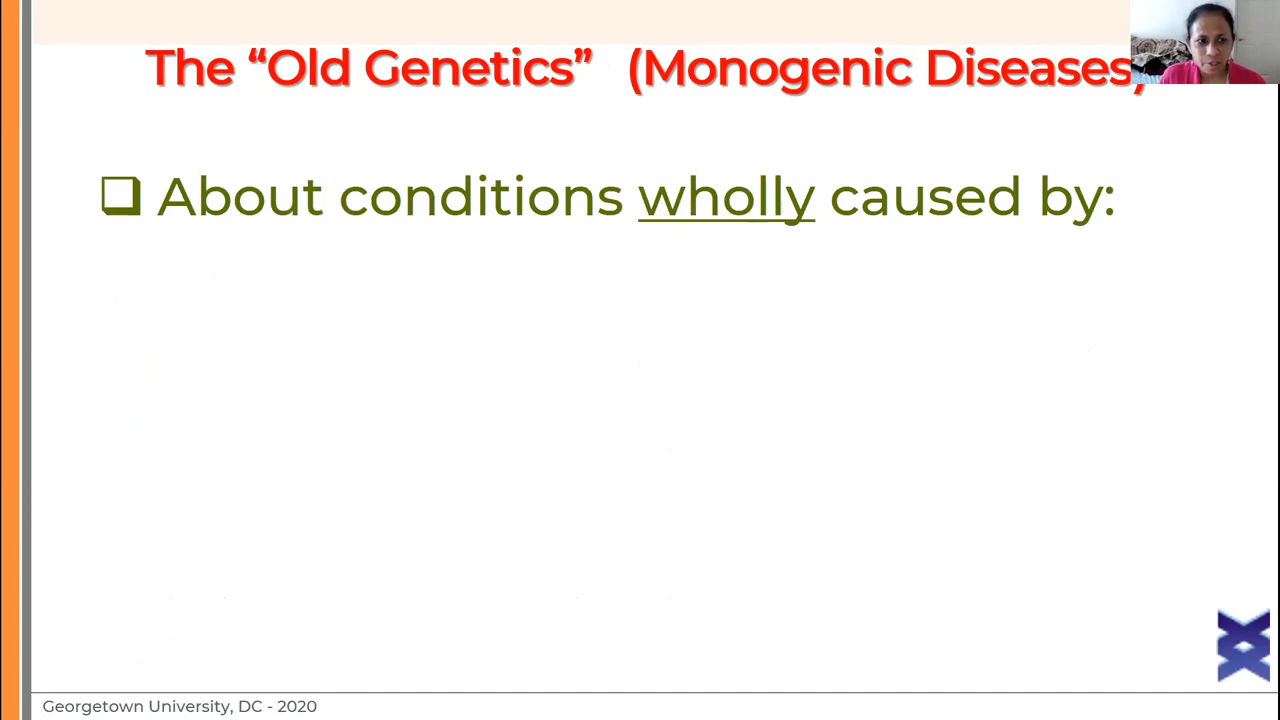 The “Old Genetics” (Monogenic Diseases)
❑ About conditions wholly caused by:
Georgetown University, DC - 2020